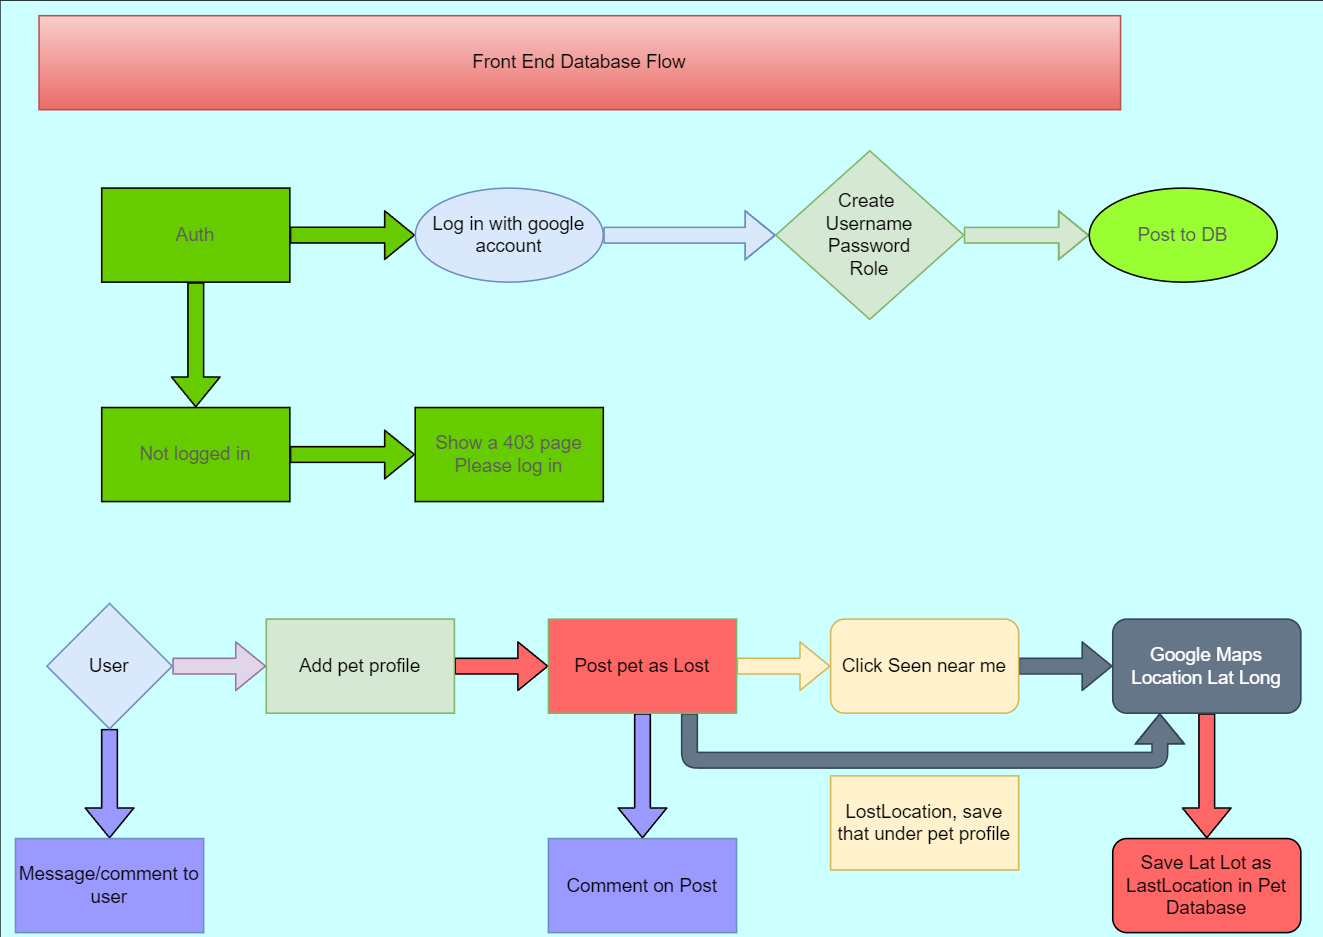 Front End Database Flow
Auth
Log in with google
account
Create
Username
Password
Role
Post to DB
Not logged in
Show a 403 page
Please log in
User
Add pet profile
Post pet as Lost
Click Seen near me
Google Maps
Location Lat Long
LostLocation, save
that under pet profile
Message/comment to
user
Comment on Post
Save Lat Lot as
LastLocation in Pet
Database